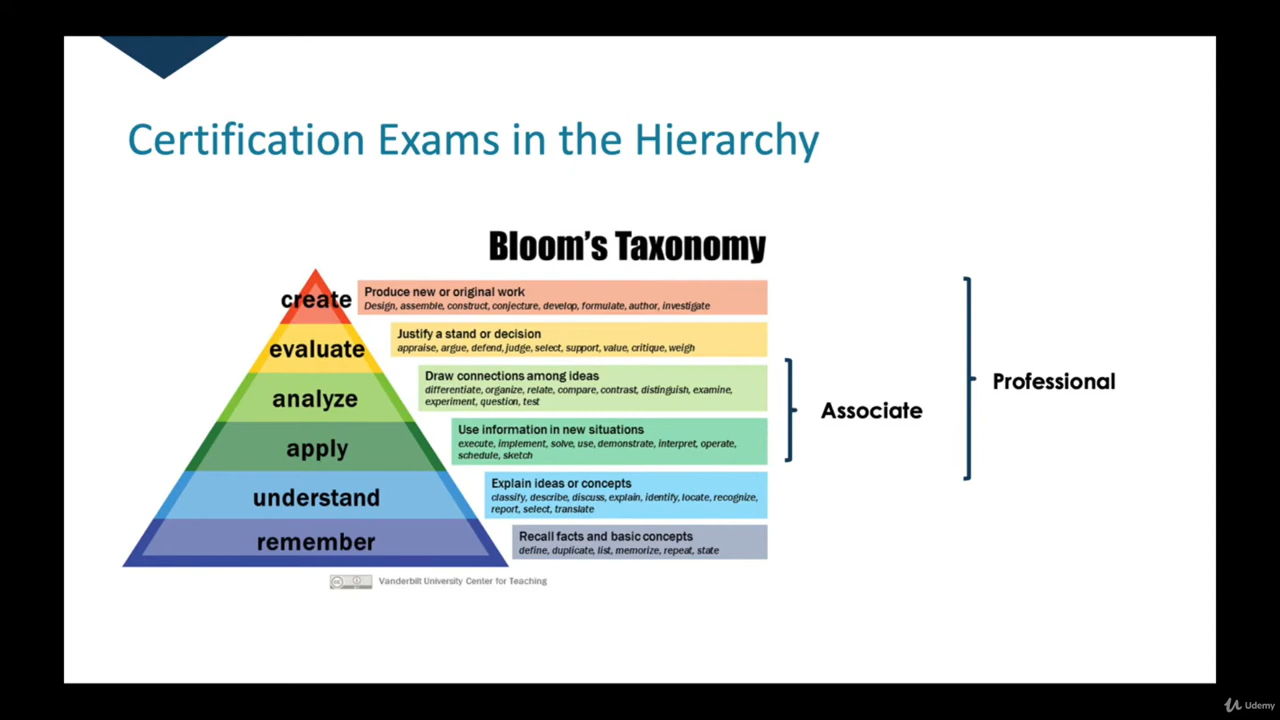 Certification Exams in the Hierarchy
Bloom's Taxonomy
create
Produce new or original work
Design, assemble, construct, conjecture, develop, formulate, author, investigate
evaluate
Justify a stand or decision
appraise, argue, defend, judge, select, support, value, critique, weigh
analyze
Draw connections among ideas
differentiate, organize, relate, compare, contrast, distinguish, examine,
experiment, question, test
apply
Use information in new situations
execute, implement, solve, use, demonstrate, interpret, operate,
schedule, sketch
understand
Explain ideas or concepts
classify, describe, discuss, explain, identify, locate, recognize,
report, select, translate
remember
Recall facts and basic concepts
define, duplicate, list, memorize, repeat, state
Associate
Professional
Vanderbilt University Center for Teaching
Udemy